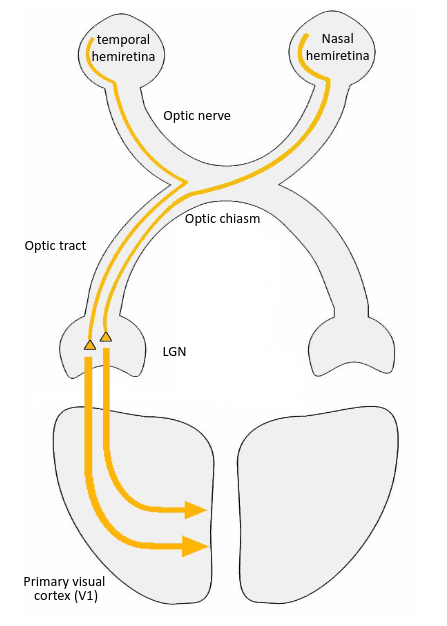 temporal
hemiretina
Nasal
hemiretina
Optic nerve
Optic chiasm
Optic tract
LGN
Primary visual
cortex (V1)